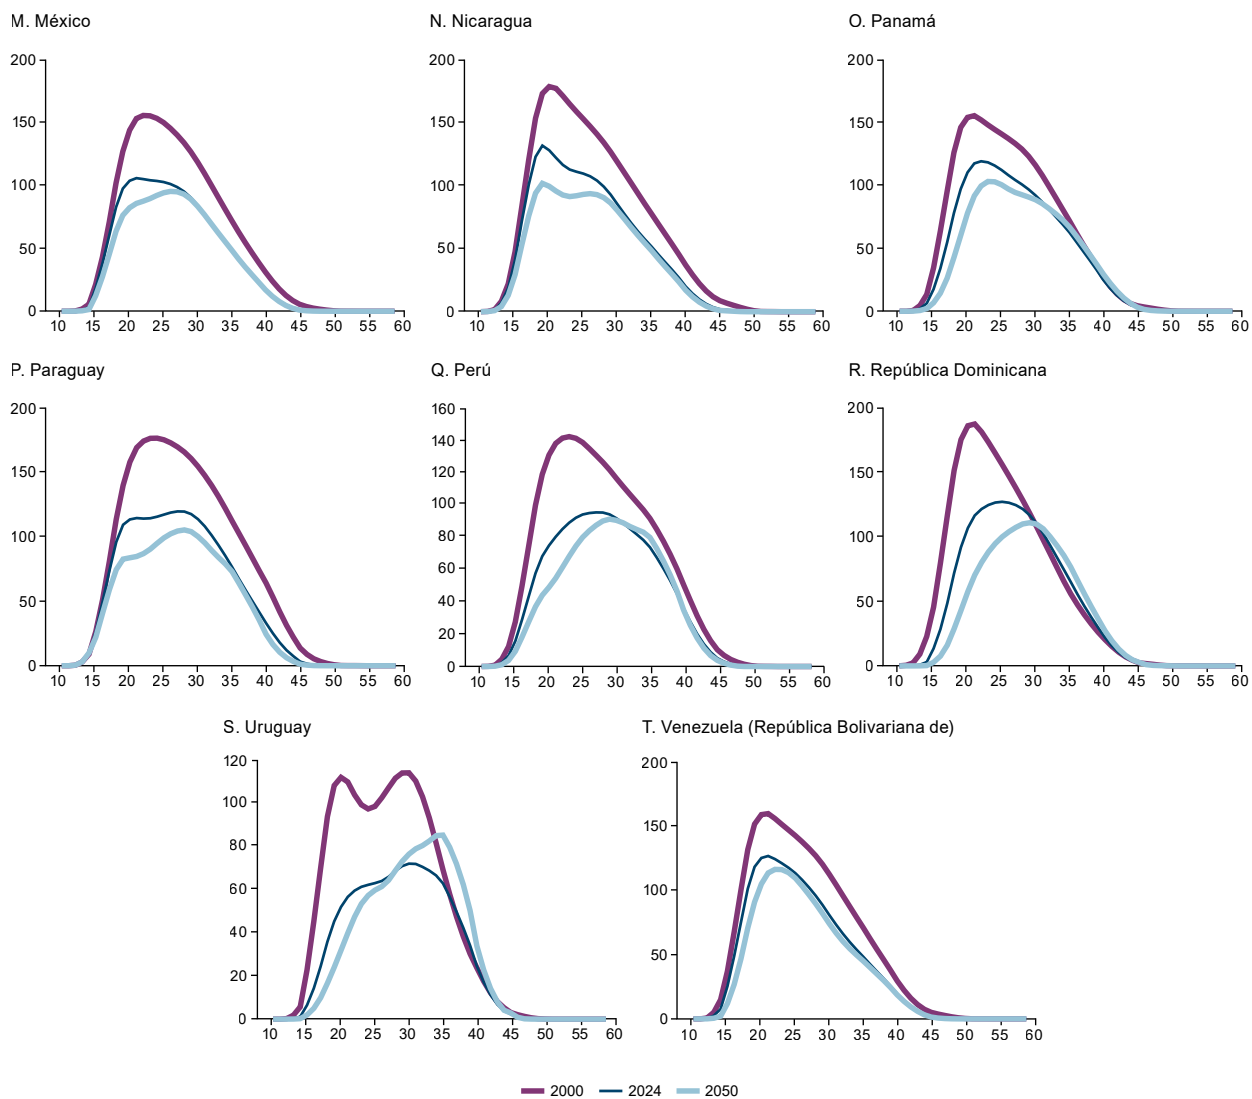 M. México
N. Nicaragua
O. Panamá
200 200 200
150 150 150
100 100 100
50 50 50
0 0 0
10 15 20 25 30 35 40 45 50 55 60
10 15 20 25 30 35 40 45 50 55 60
10 15 20 25 30 35 40 45 50 55 60
P. Paraguay
Q. Perú
R. República Dominicana
200
150
100
50
0
10 15 20 25 30 35 40 45 50 55 60
160
140
120
100
80
60
40
20
0
10 15 20 25 30 35 40 45 50 55 60
200
150
100
50
0
10 15 20 25 30 35 40 45 50 55 60
S. Uruguay
T. Venezuela (República Bolivariana de)
120
100
80
60
40
20
0
10 15 20 25 30 35 40 45 50 55 60
200
150
100
50
0
10 15 20 25 30 35 40 45 50 55 60
2000 2024 2050